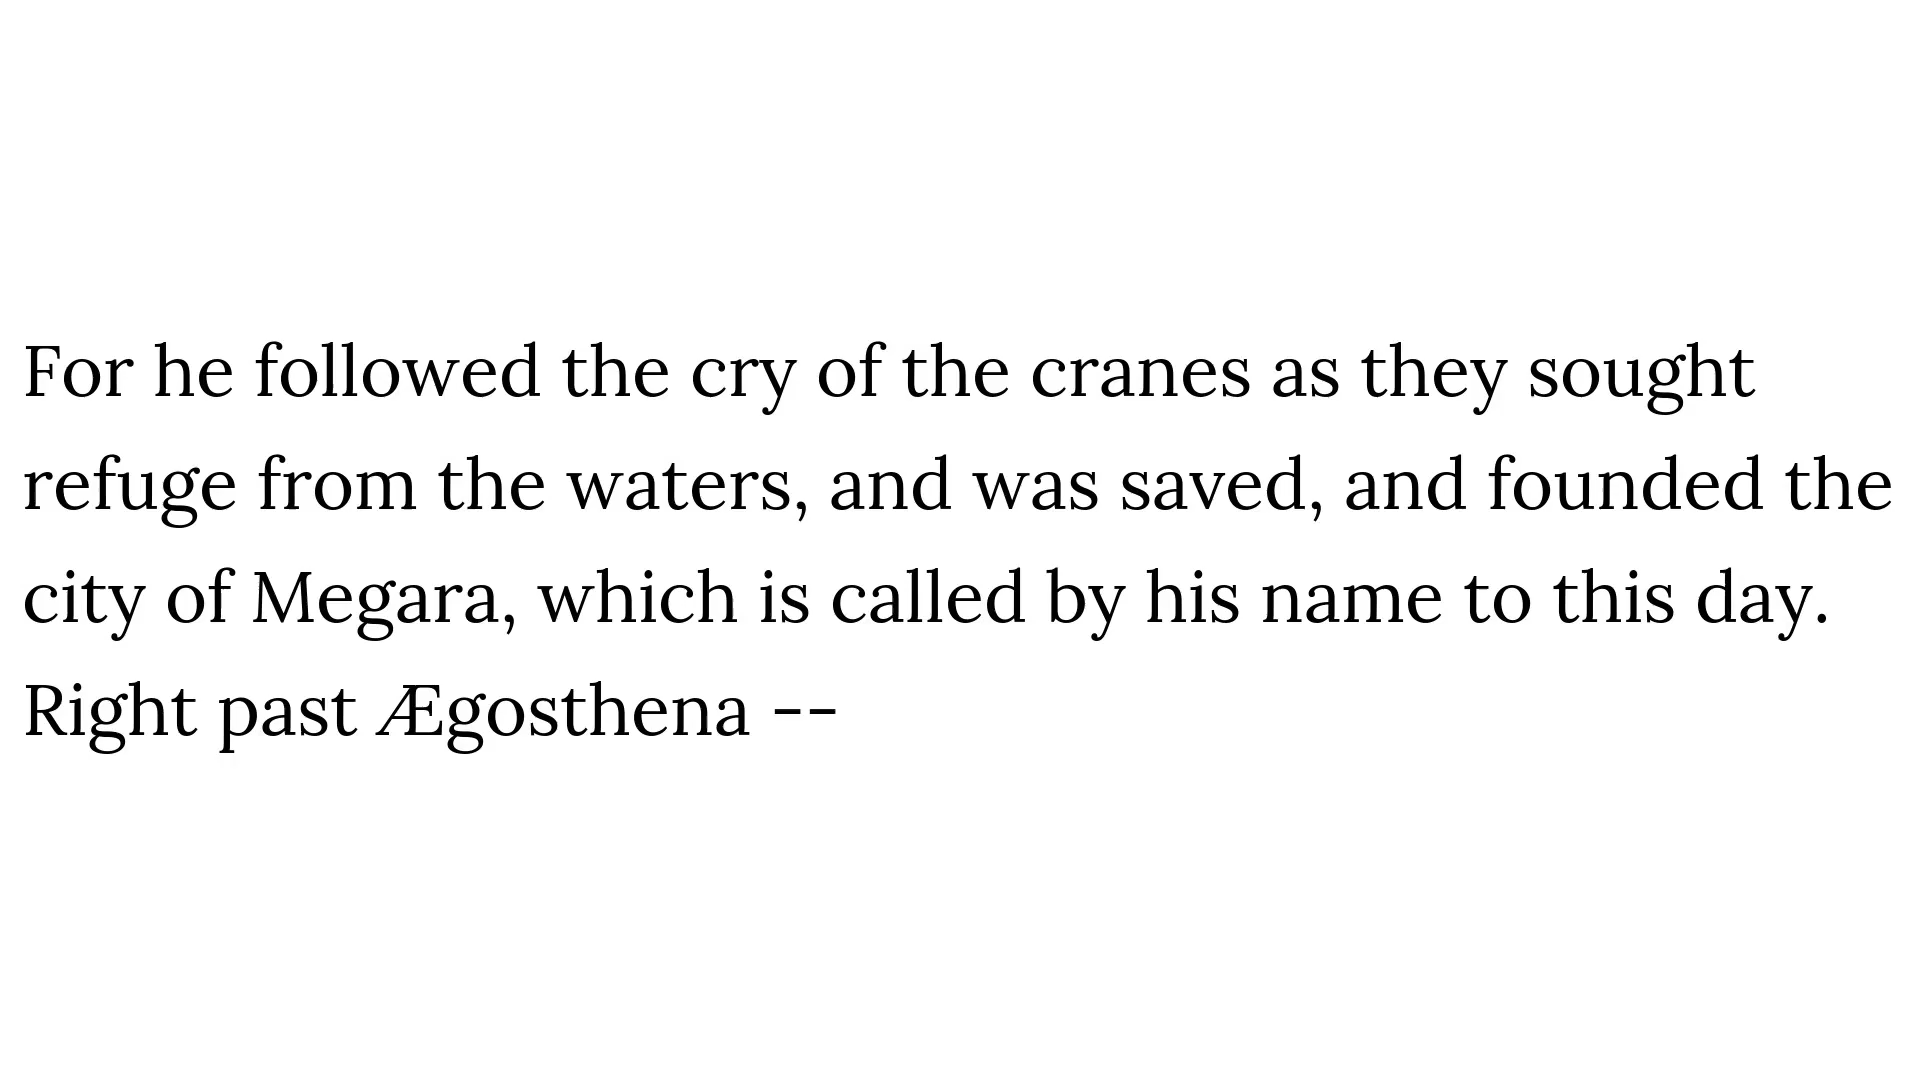 For he followed the cry of the cranes as they sought
refuge from the waters, and was saved, and founded the
city of Megara, which is called by his name to this day.
Right past Ægosthena --